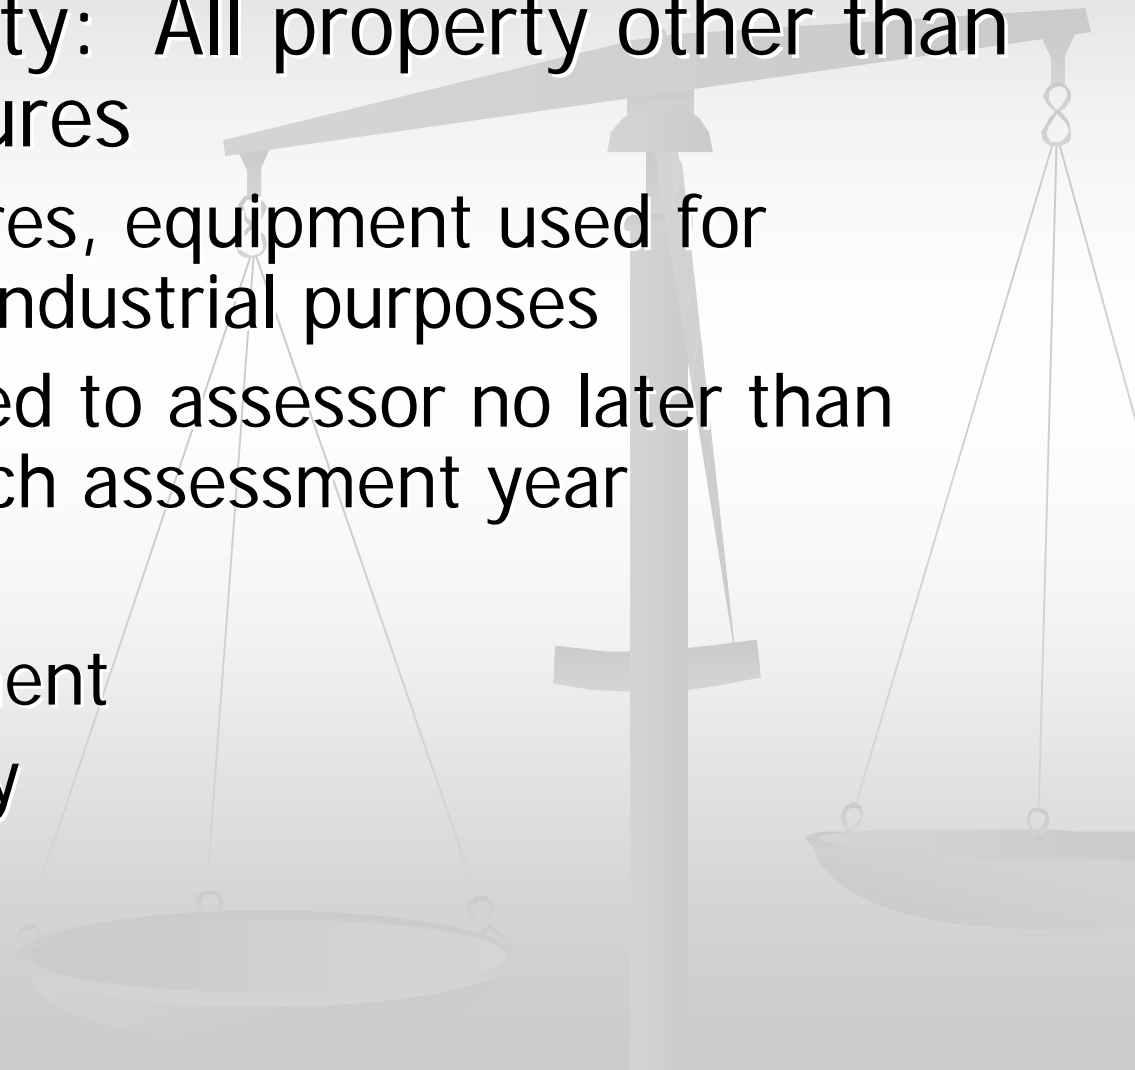 ty: All property other than
ures
res, equipment used for
ndustrial purposes
ed to assessor no later than
ch assessment year
ent
y